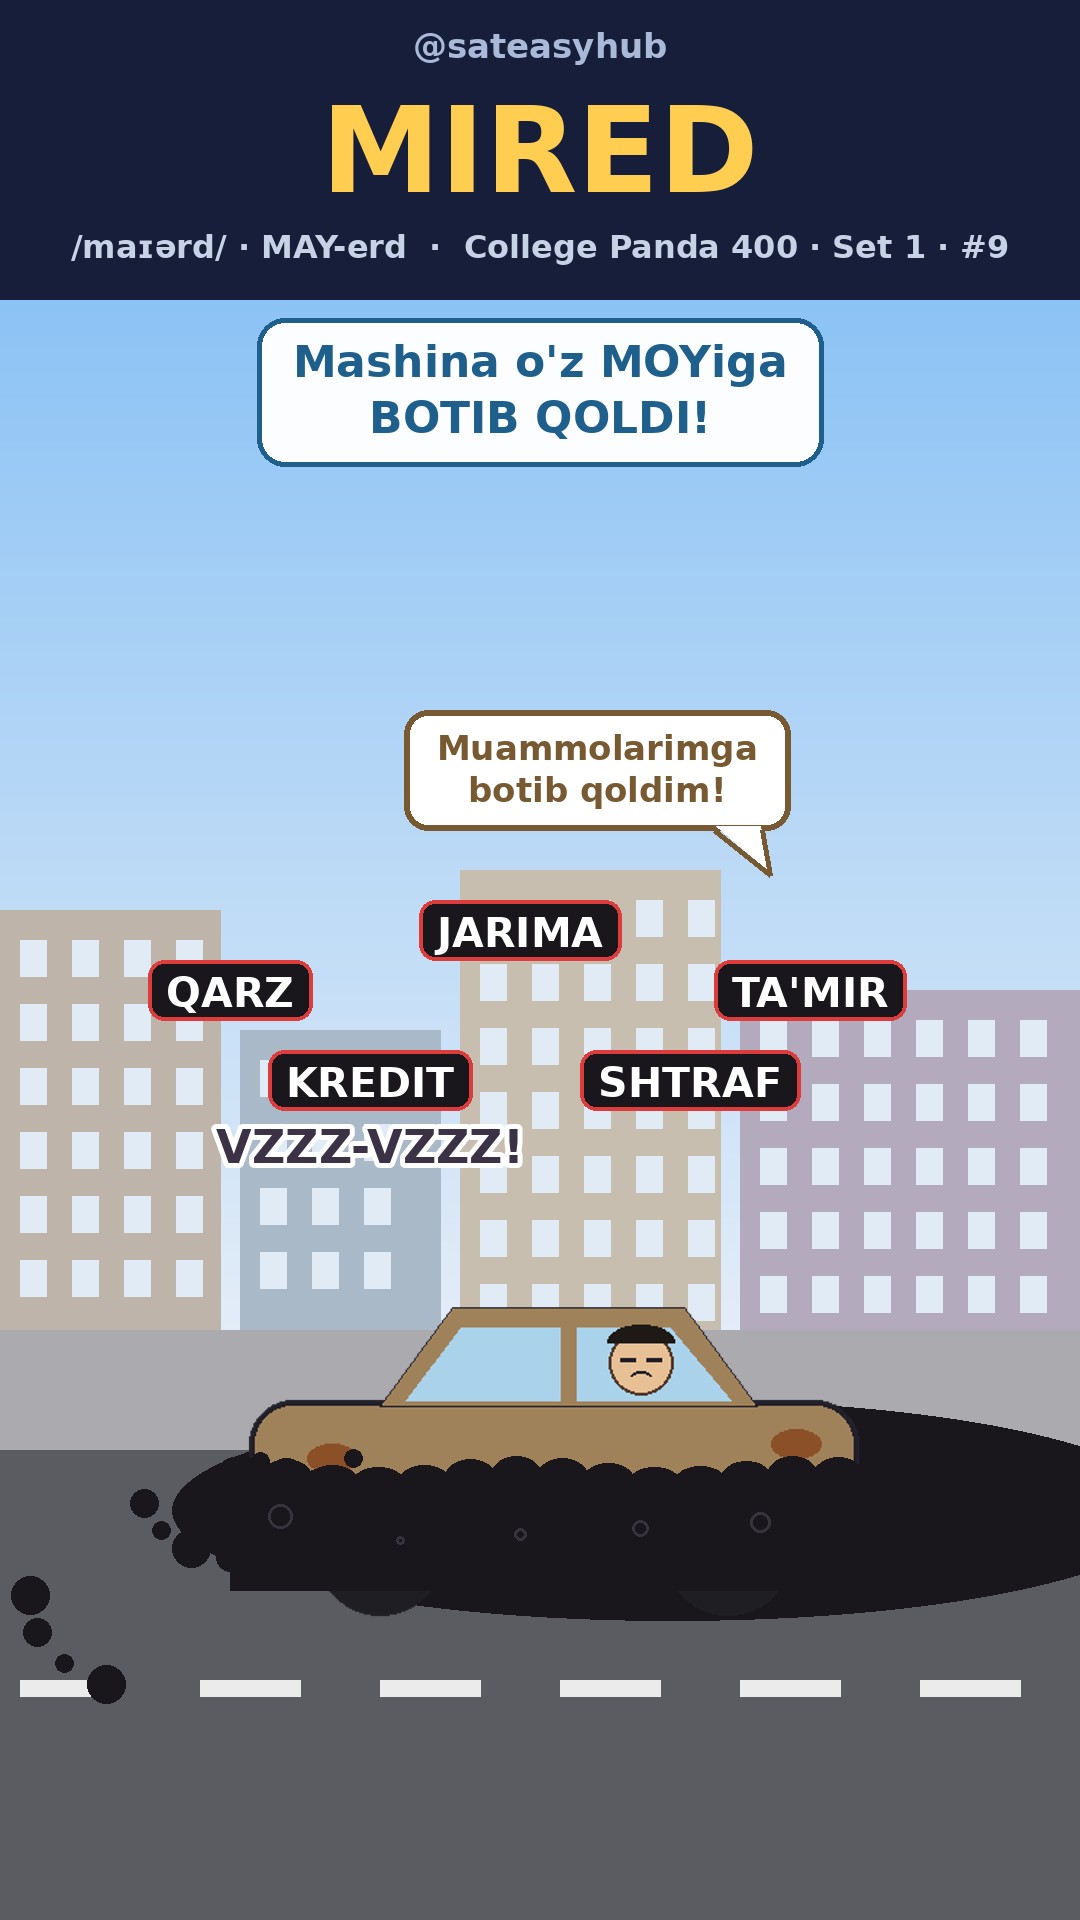 @sateasyhub
MIRED
/maɪərd/ · MAY-erd · College Panda 400 · Set 1 · #9
Mashina o'z MOYiga
BOTIB QOLDI!
Muammolarimga
botib qoldim!
JARIMA
QARZ
TA'MIR
KREDIT
SHTRAF
VZZZ-VZZZ!